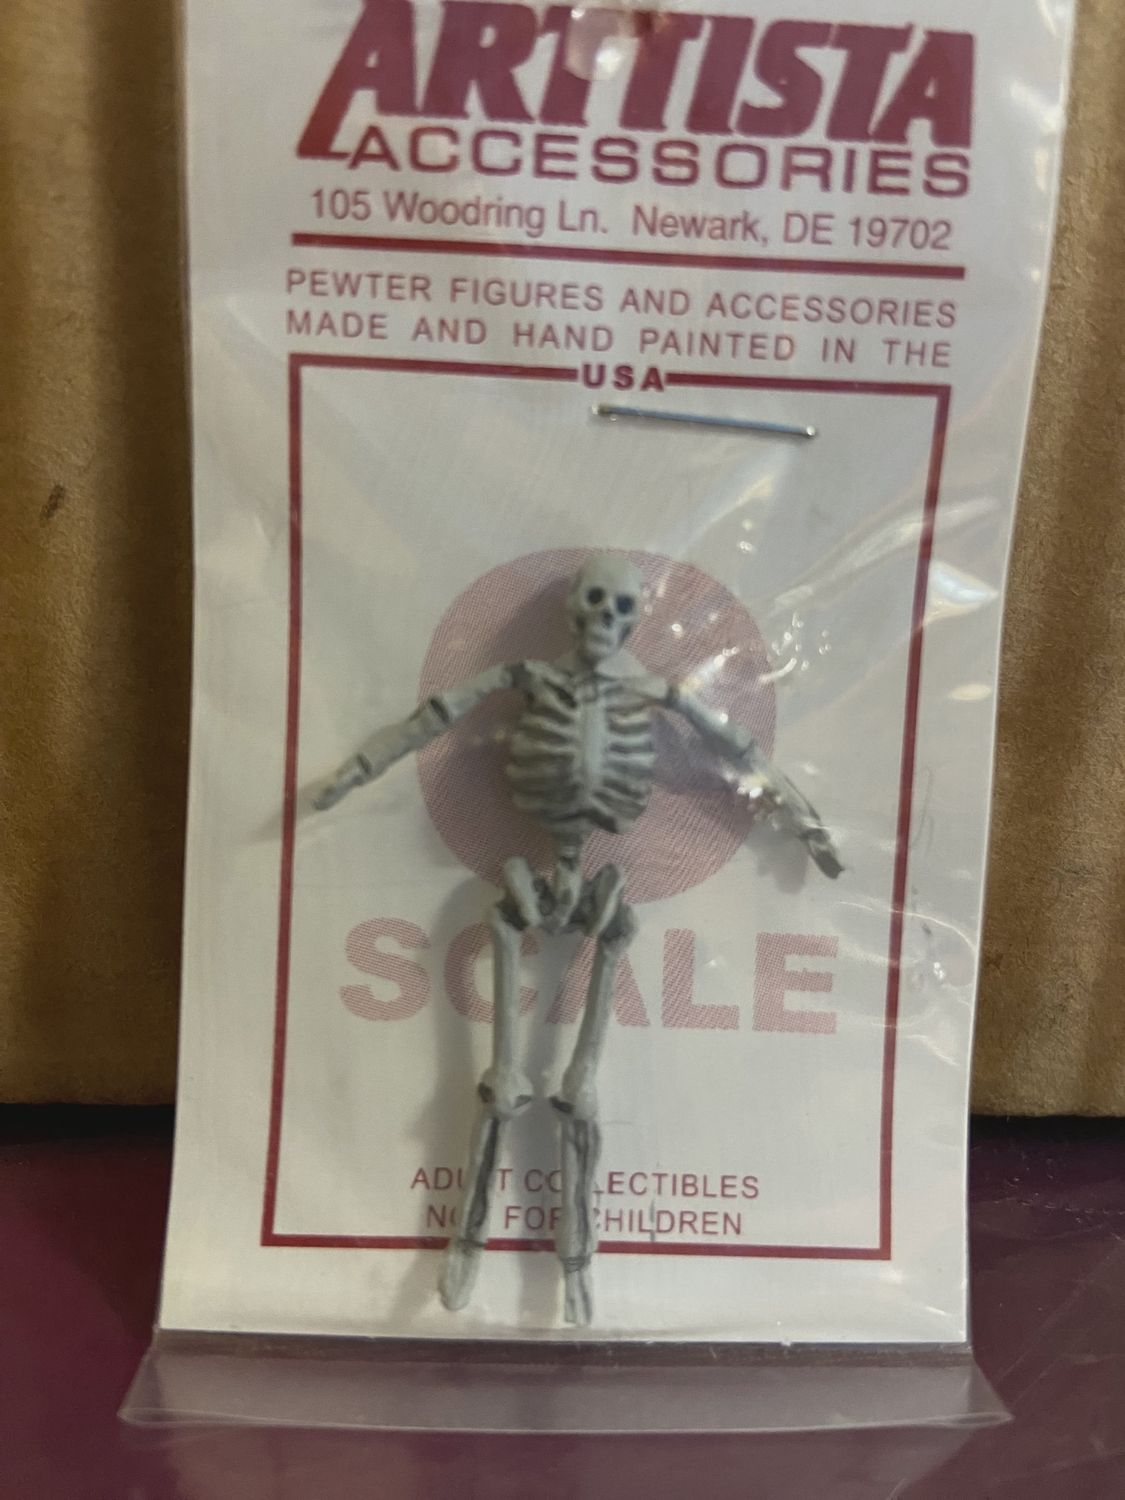 ARTTISTA
ACCESSORIES
105 Woodring Ln. Newark, DE 19702
PEWTER FIGURES AND ACCESSORIES
MADE AND HAND PAINTED IN THE
USA
O
SCALE
ADULT COLLECTIBLES
NOT FOR CHILDREN